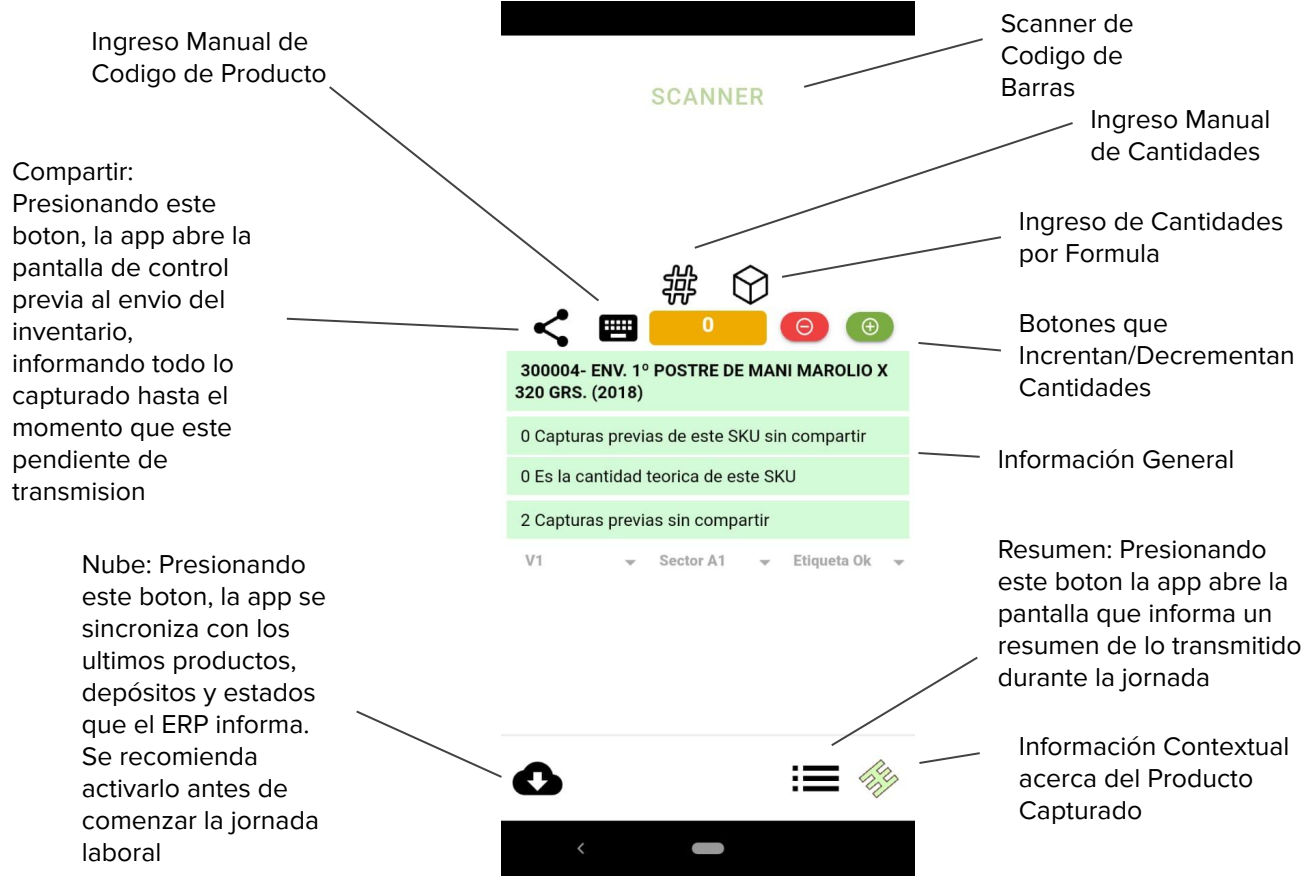 Ingreso Manual de
Codigo de Producto
Compartir:
Presionando este
boton, la app abre la
pantalla de control
previa al envio del
inventario,
informando todo lo
capturado hasta el
momento que este
pendiente de
transmision
Nube: Presionando
este boton, la app se
sincroniza con los
ultimos productos,
depósitos y estados
que el ERP informa.
Se recomienda
activarlo antes de
comenzar la jornada
laboral
SCANNER
0
300004- ENV. 1º POSTRE DE MANI MAROLIO X
320 GRS. (2018)
0 Capturas previas de este SKU sin compartir
0 Es la cantidad teorica de este SKU
2 Capturas previas sin compartir
V1 Sector A1 Etiqueta Ok
Scanner de
Codigo de
Barras
Ingreso Manual
de Cantidades
Ingreso de Cantidades
por Formula
Botones que
Increntan/Decrementan
Cantidades
Información General
Resumen: Presionando
este boton la app abre la
pantalla que informa un
resumen de lo transmitido
durante la jornada
Información Contextual
acerca del Producto
Capturado